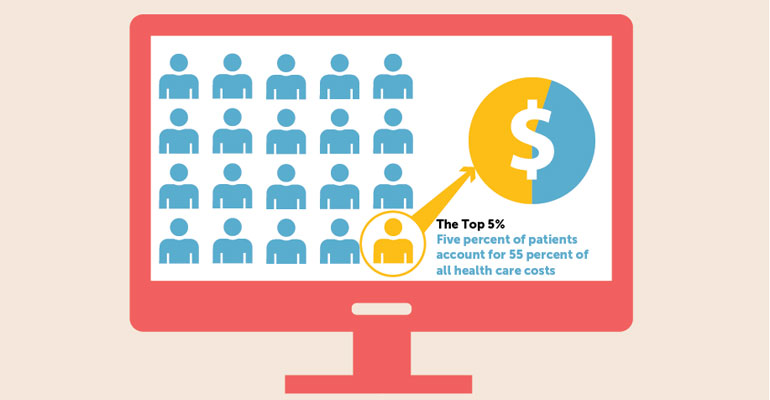 $
The Top 5%
Five percent of patients
account for 55 percent of
all health care costs